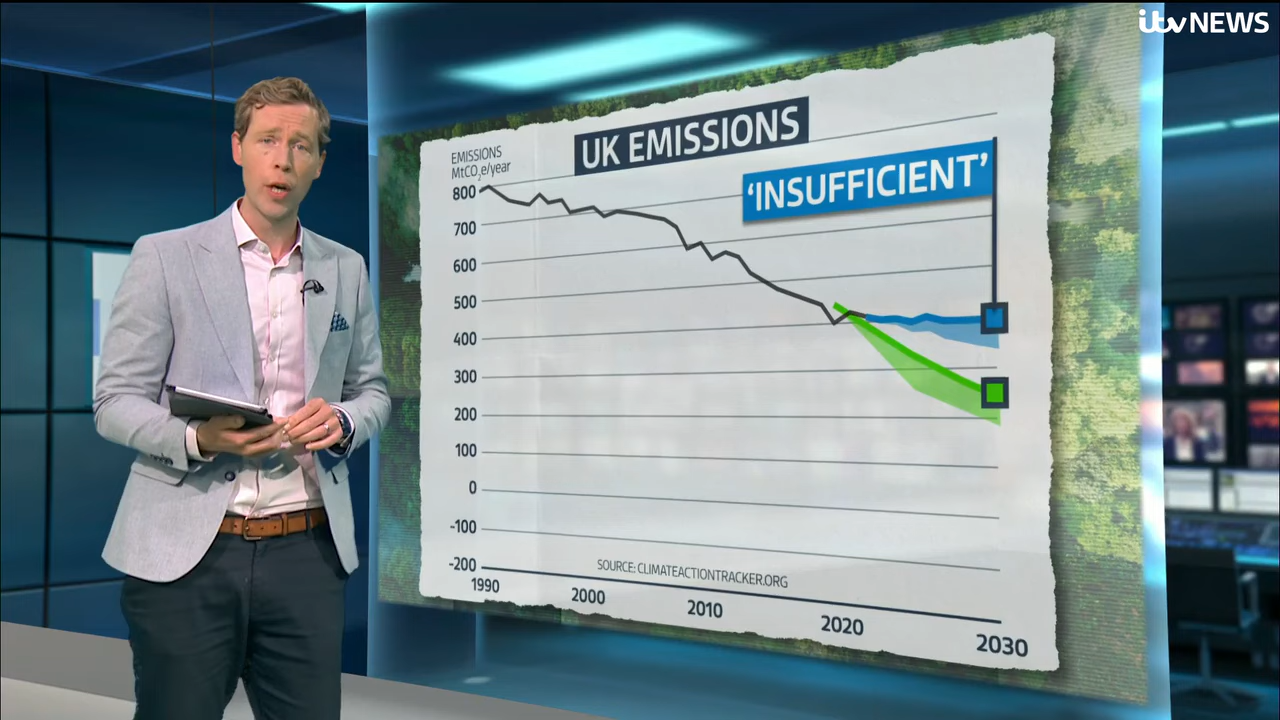 itv NEWS
UK EMISSIONS
EMISSIONS
MtCO₂e/year
'INSUFFICIENT'
800
700
600
500
400
300
200
100
0
-100
-200
SOURCE: CLIMATEACTIONTRACKER.ORG
1990
2000
2010
2020
2030